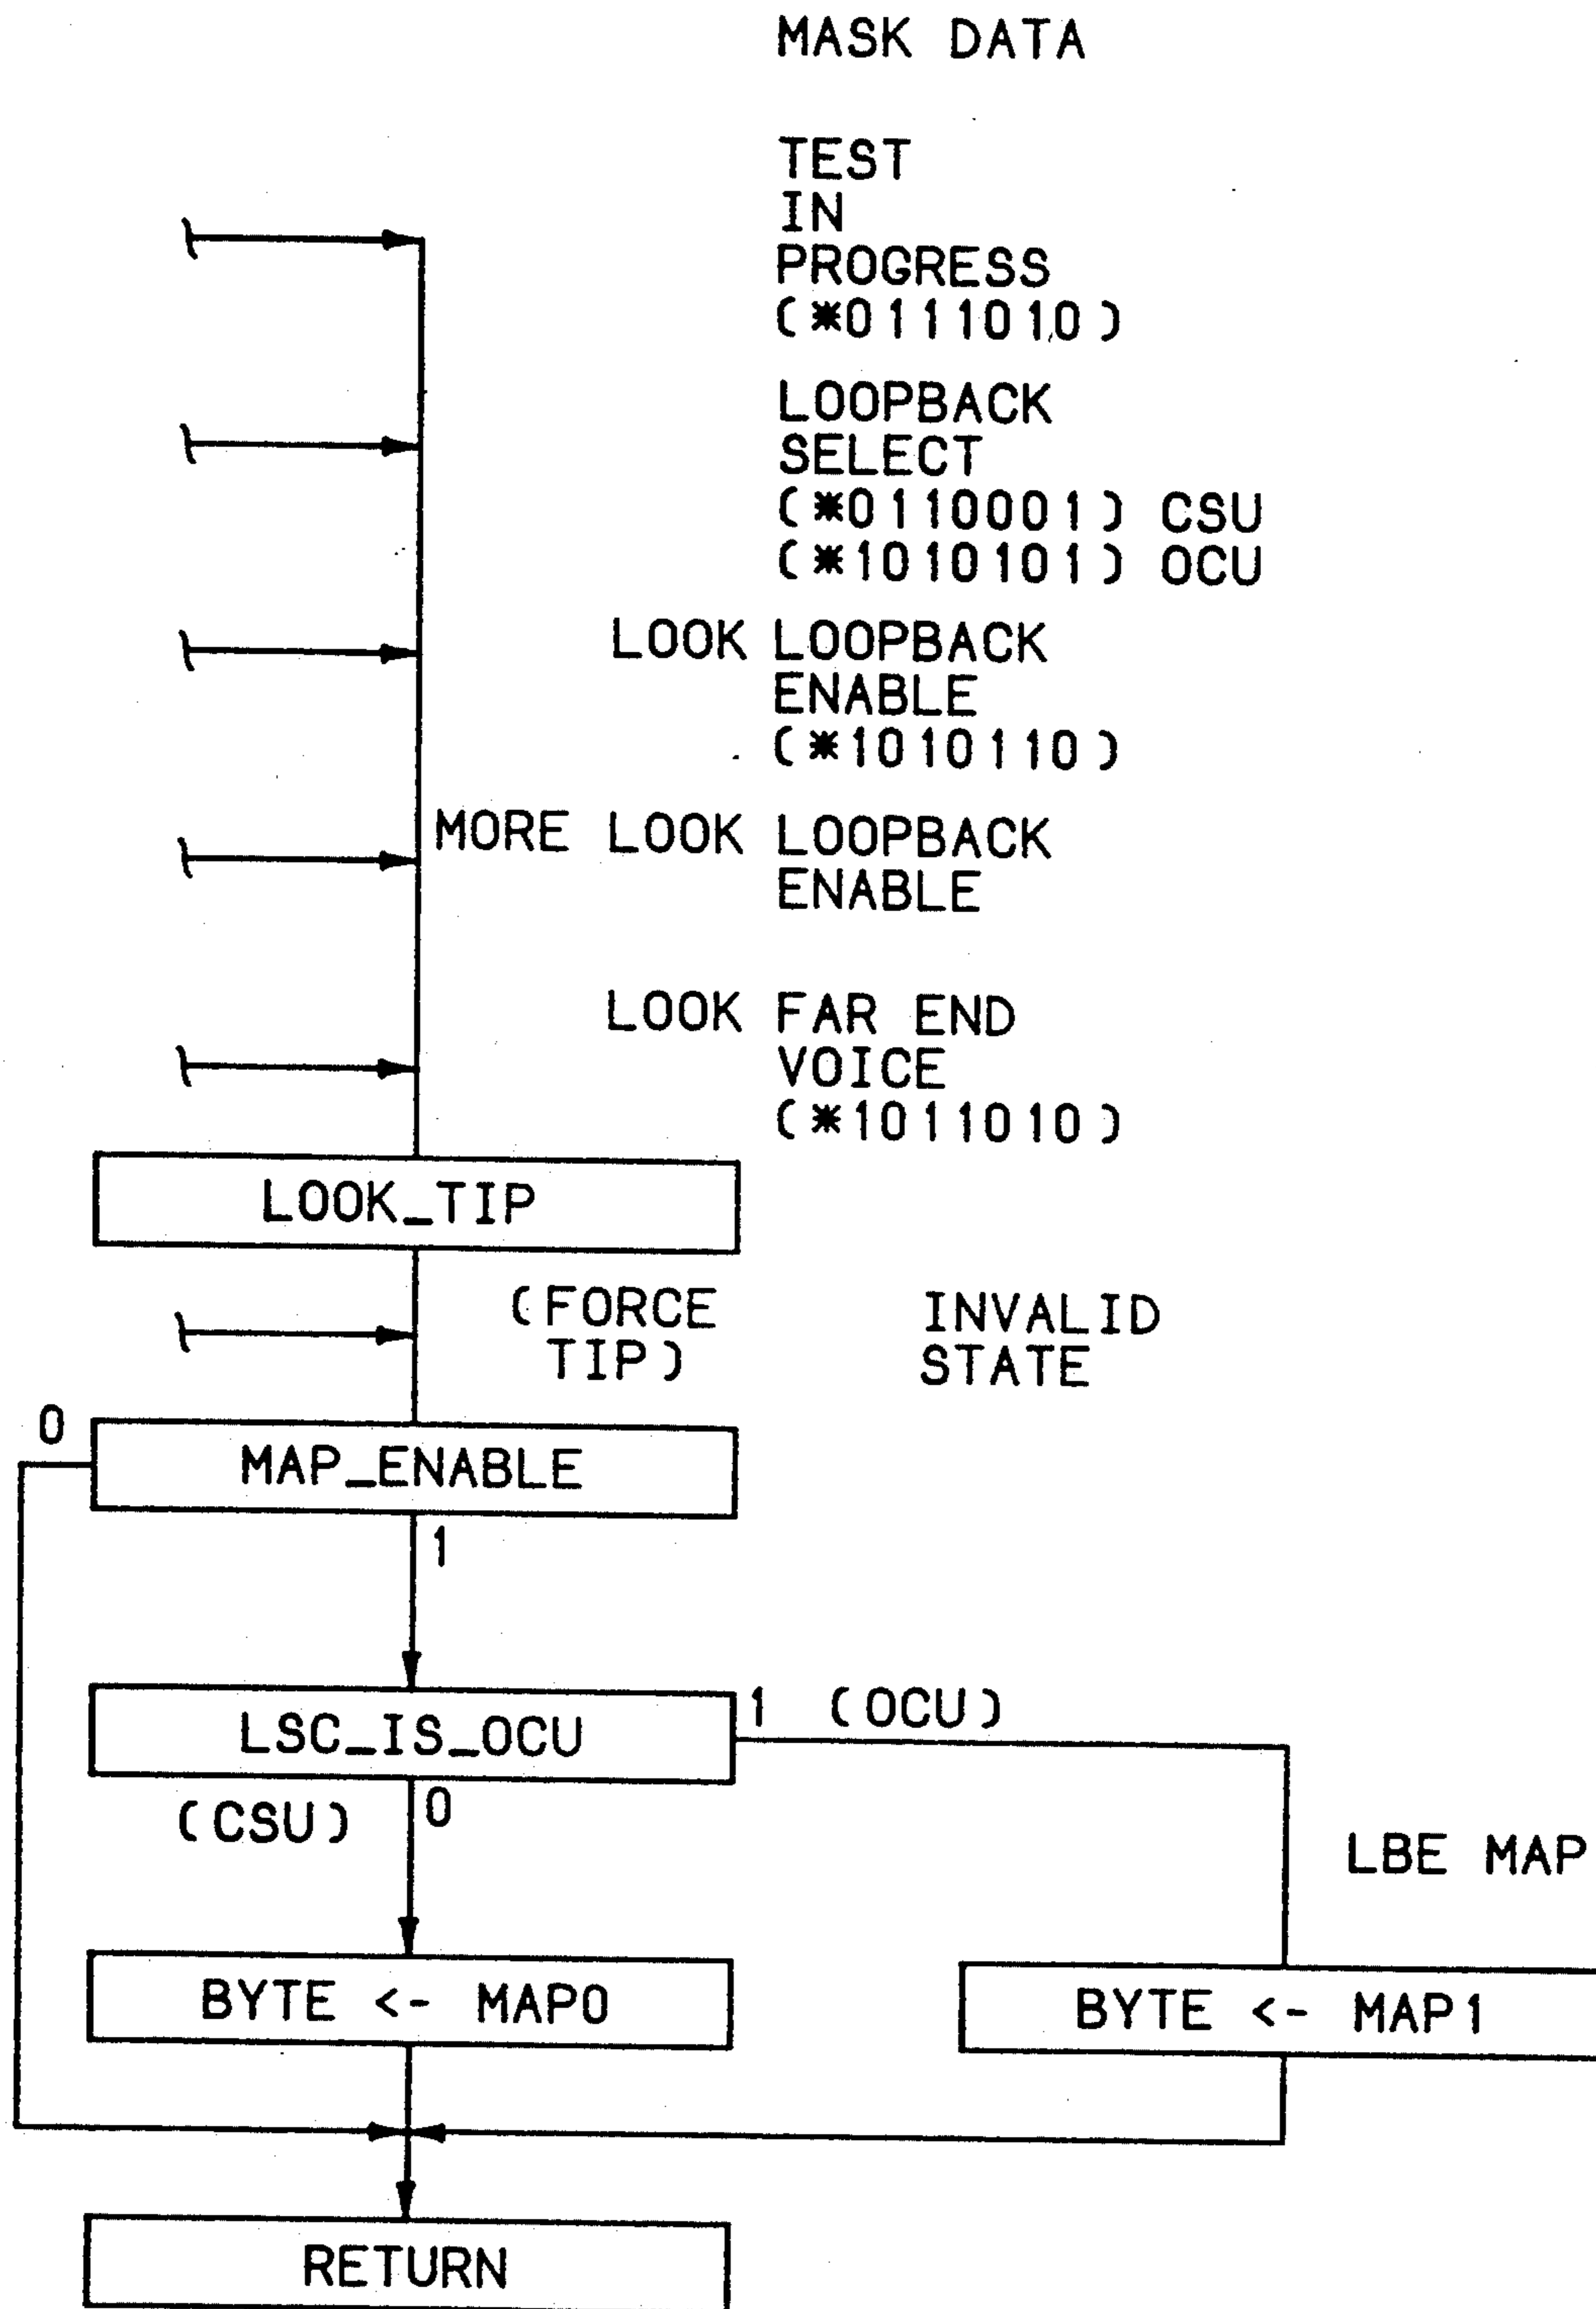 MASK DATA
TEST
IN
PROGRESS
(*0111010)
LOOPBACK
SELECT
(*0110001) CSU
(*1010101) OCU
LOOK LOOPBACK
ENABLE
(*1010110)
MORE LOOK LOOPBACK
ENABLE
LOOK FAR END
VOICE
(*1011010)
LOOK_TIP
(FORCE
TIP)
INVALID
STATE
0
MAP_ENABLE
1
LSC_IS_OCU
1 (OCU)
(CSU)
0
LBE MAP
BYTE <- MAP0
BYTE <- MAP1
RETURN